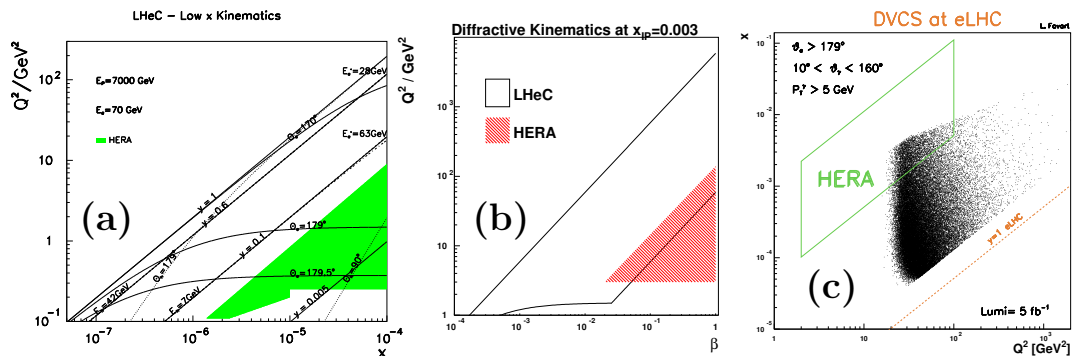 LHeC – Low x Kinematics
Q²/GeV²
10²
10
1
10⁻¹
10⁻⁷
10⁻⁶
10⁻⁵
10⁻⁴
x
Eₚ=7000 GeV
Eₑ=70 GeV
HERA
Eₑ'=28GeV
Θₑ=170°
Eₑ'=63GeV
y = 1
y = 0.6
y = 0.1
Θₑ=179°
Θₑ=179°
Θₑ=179.5°
Θₕ=90°
Eₕ=42GeV
Eₕ=7GeV
y = 0.005
(a)
Diffractive Kinematics at x_IP=0.003
Q² / GeV²
10³
10²
10
1
10⁻⁴
10⁻³
10⁻²
10⁻¹
1
β
LHeC
HERA
(b)
DVCS at eLHC
L. Favart
x
10⁻¹
10⁻²
10⁻³
10⁻⁴
10⁻⁵
1
10
10²
10³
Q² [GeV²]
ϑₑ > 179°
10° < ϑᵧ < 160°
P_T^γ > 5 GeV
HERA
y=1 eLHC
(c)
Lumi= 5 fb⁻¹